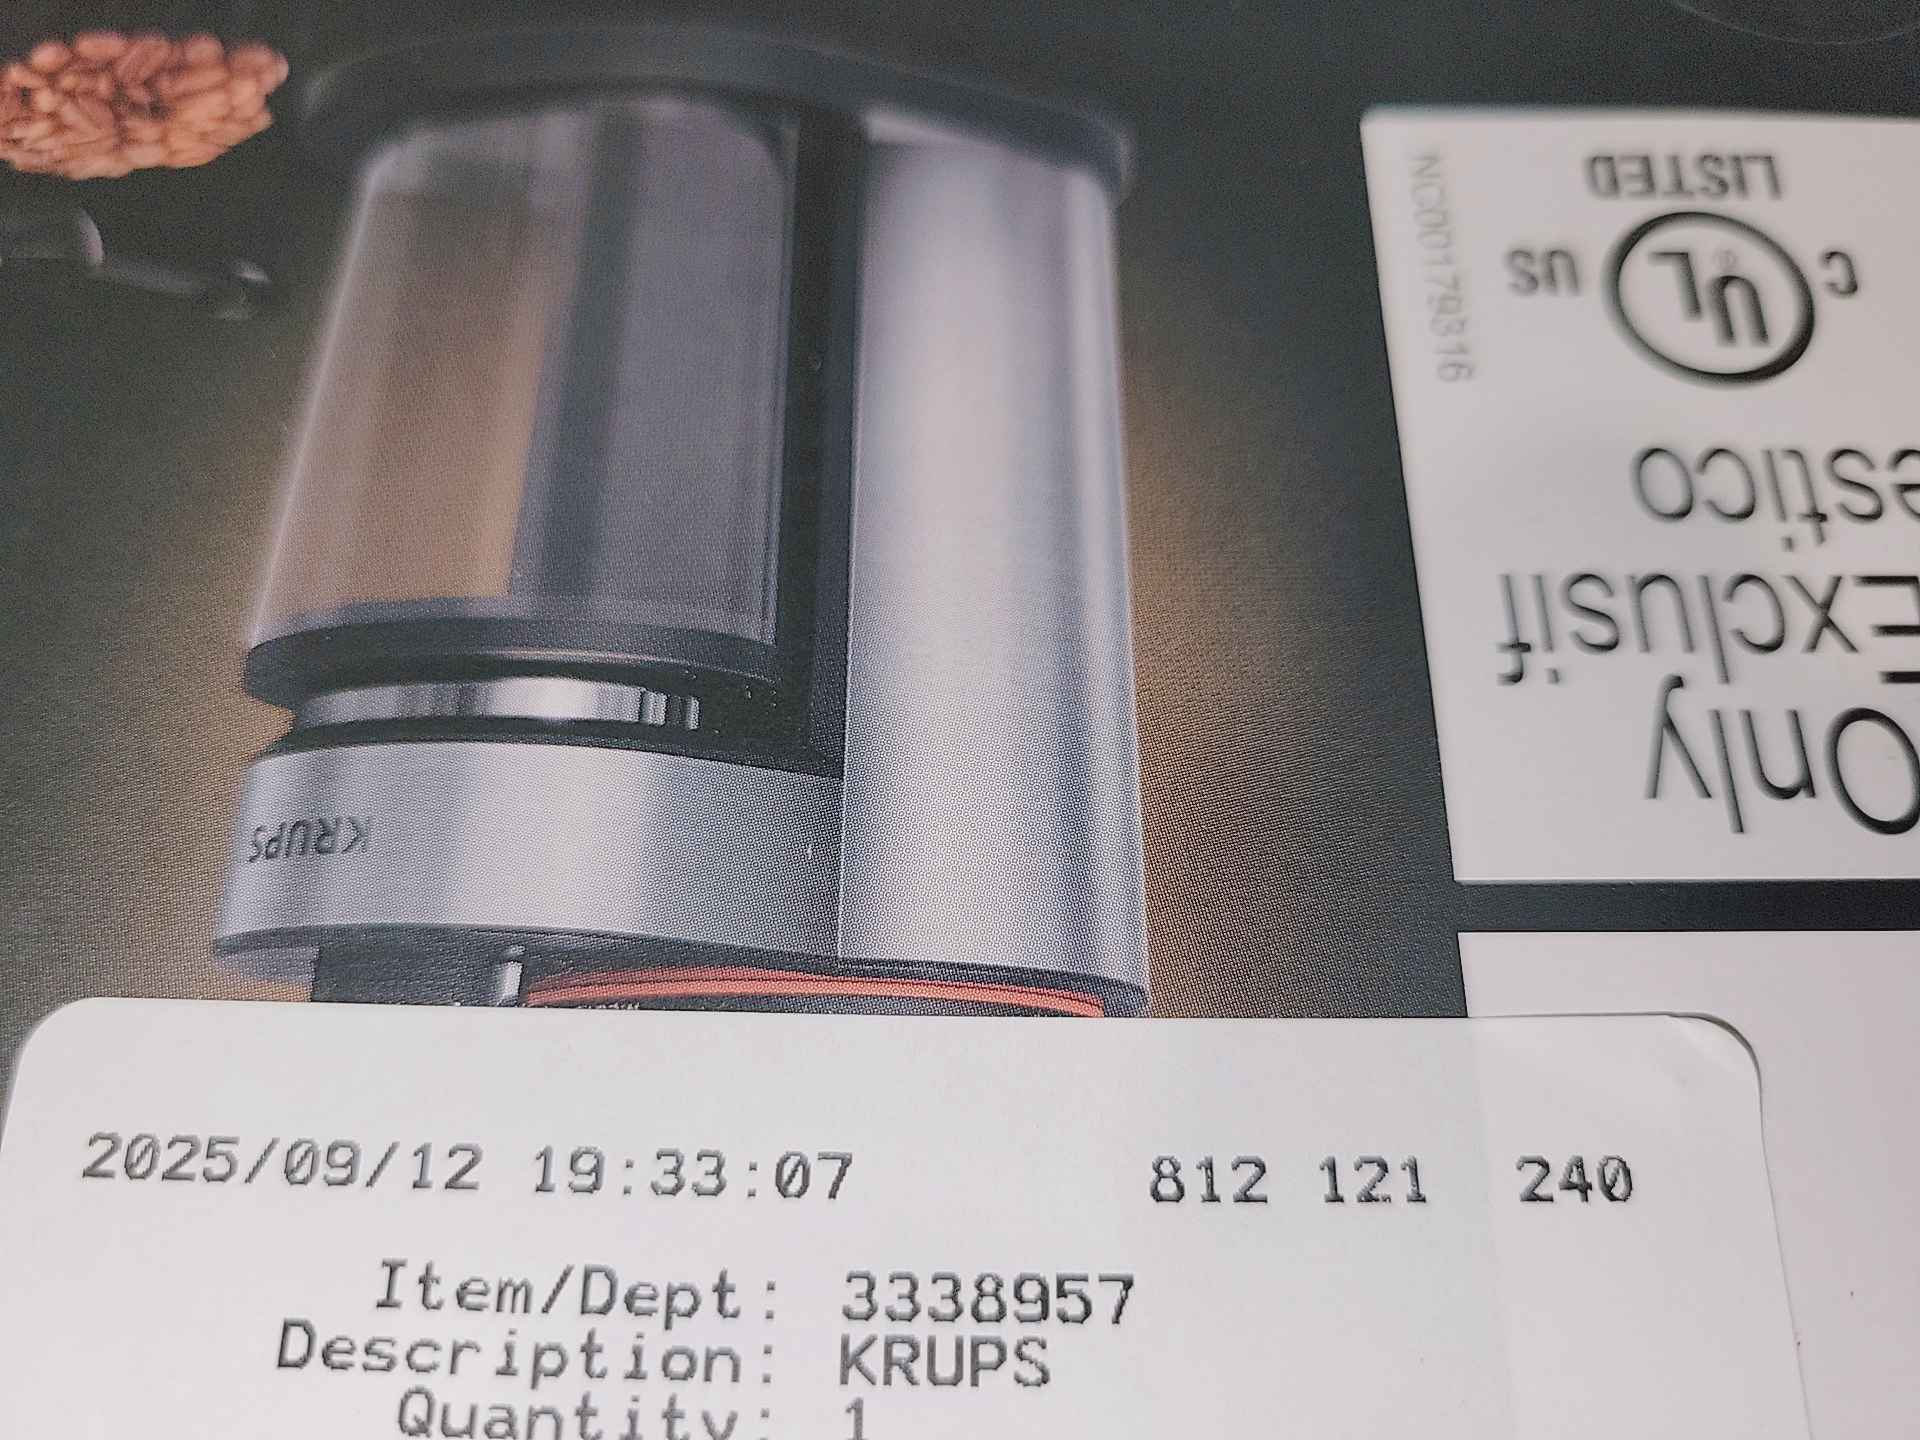 2025/09/12 19:33:07 812 121 240
Item/Dept: 3338957
Description: KRUPS
Quantity: 1
KRUPS
Only
Exclusif
estico
C UL US
LISTED
NC00179316